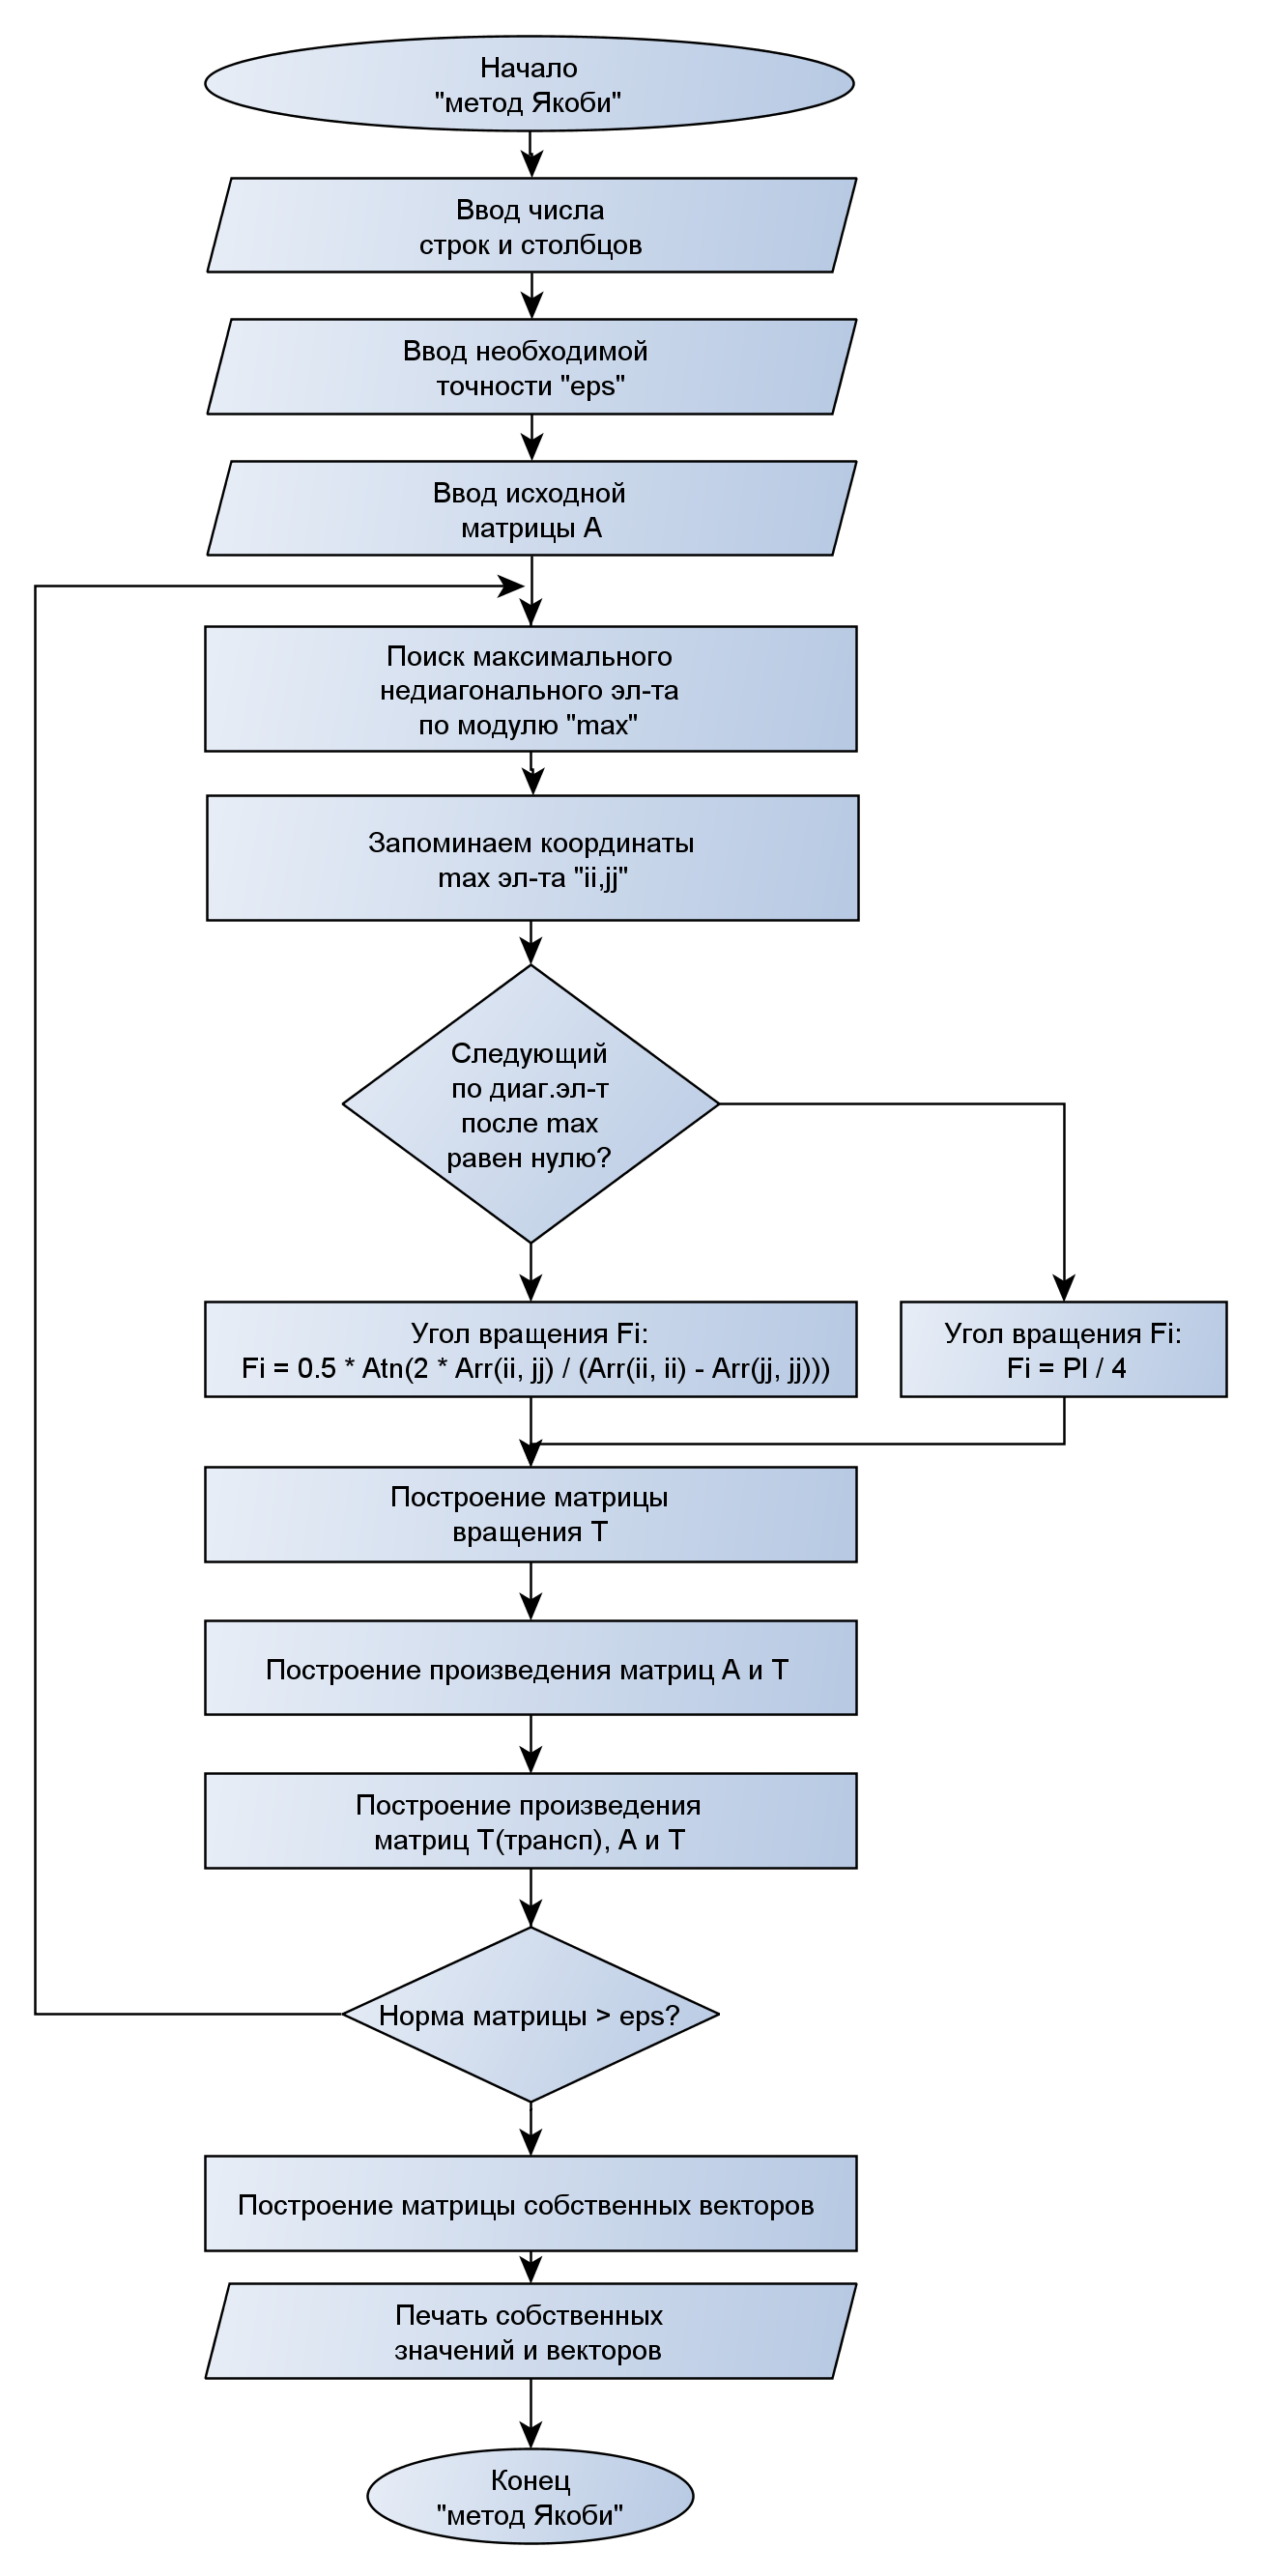 Начало
"метод Якоби"
Ввод числа
строк и столбцов
Ввод необходимой
точности "eps"
Ввод исходной
матрицы А
Поиск максимального
недиагонального эл-та
по модулю "max"
Запоминаем координаты
max эл-та "ii,jj"
Следующий
по диаг.эл-т
после max
равен нулю?
Угол вращения Fi:
Fi = 0.5 * Atn(2 * Arr(ii, jj) / (Arr(ii, ii) - Arr(jj, jj)))
Угол вращения Fi:
Fi = PI / 4
Построение матрицы
вращения Т
Построение произведения матриц А и Т
Построение произведения
матриц Т(трансп), А и Т
Норма матрицы > eps?
Построение матрицы собственных векторов
Печать собственных
значений и векторов
Конец
"метод Якоби"